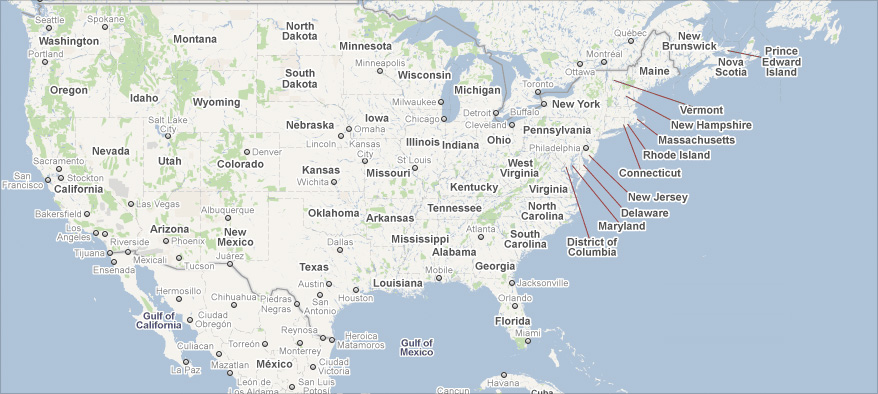 Québec
New
Brunswick
Prince
Edward
Island
Nova
Scotia
Seattle
Spokane
Washington
Portland
Montana
North
Dakota
Minnesota
Minneapolis
Wisconsin
Montréal
Ottawa
Maine
Toronto
Michigan
Oregon
Idaho
Wyoming
South
Dakota
Milwaukee
Detroit
Buffalo
New York
Vermont
New Hampshire
Massachusetts
Rhode Island
Connecticut
New Jersey
Delaware
Maryland
District of
Columbia
Salt Lake
City
Nebraska
Iowa
Omaha
Lincoln
Chicago
Cleveland
Pennsylvania
Philadelphia
Nevada
Utah
Denver
Colorado
Kansas
City
Illinois
Indiana
Ohio
Sacramento
Stockton
San
Francisco
California
Kansas
Wichita
Missouri
St Louis
West
Virginia
Kentucky
Virginia
Bakersfield
Las Vegas
Los
Angeles
Riverside
Arizona
Phoenix
Albuquerque
New
Mexico
Oklahoma
Arkansas
Tennessee
North
Carolina
South
Carolina
Atlanta
Mississippi
Alabama
Georgia
Tijuana
Mexicali
Ensenada
Tucson
Juárez
Dallas
Texas
Austin
San
Antonio
Houston
Louisiana
Mobile
Jacksonville
Orlando
Florida
Miami
Hermosillo
Chihuahua
Piedras
Negras
Gulf of
California
Ciudad
Obregón
Reynosa
Heroica
Matamoros
Gulf of
Mexico
Culiacan
Torreón
Monterrey
La Paz
Mazatlan
México
Ciudad
Victoria
León de
Los Aldama
San Luis
Potosí
Cancun
Havana
Cuba